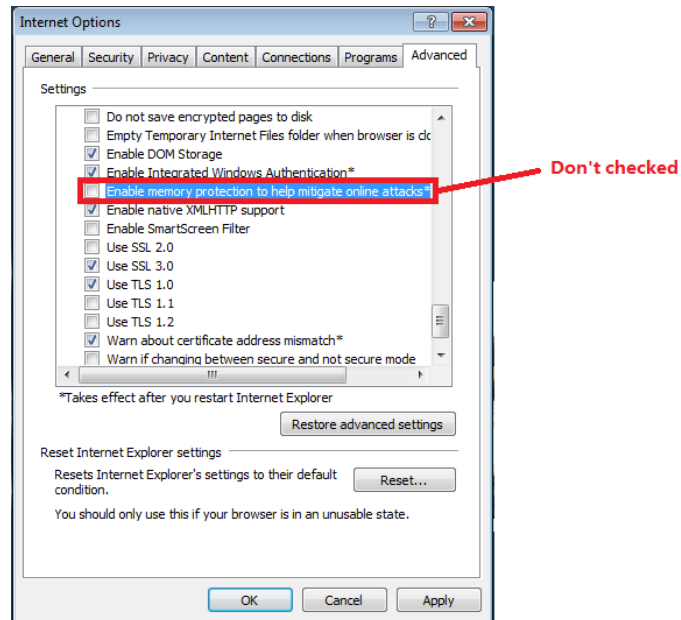 Internet Options
General Security Privacy Content Connections Programs Advanced
Settings
Do not save encrypted pages to disk
Empty Temporary Internet Files folder when browser is clc
Enable DOM Storage
Enable Integrated Windows Authentication*
Enable memory protection to help mitigate online attacks*
Don't checked
Enable native XMLHTTP support
Enable SmartScreen Filter
Use SSL 2.0
Use SSL 3.0
Use TLS 1.0
Use TLS 1.1
Use TLS 1.2
Warn about certificate address mismatch*
Warn if changing between secure and not secure mode
*Takes effect after you restart Internet Explorer
Restore advanced settings
Reset Internet Explorer settings
Resets Internet Explorer's settings to their default
condition.
Reset...
You should only use this if your browser is in an unusable state.
OK Cancel Apply